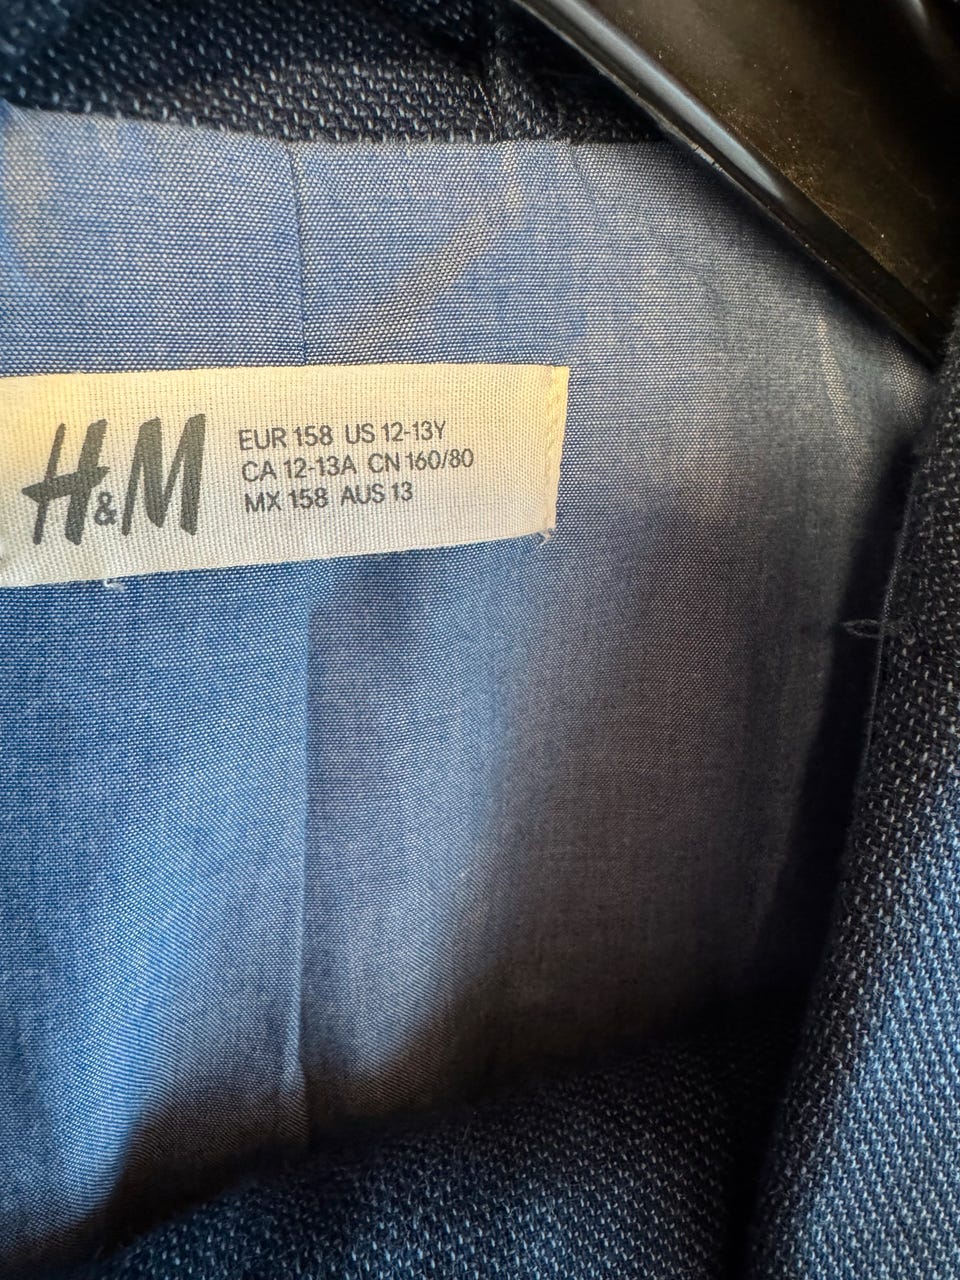 H&M
EUR 158 US 12-13Y
CA 12-13A CN 160/80
MX 158 AUS 13